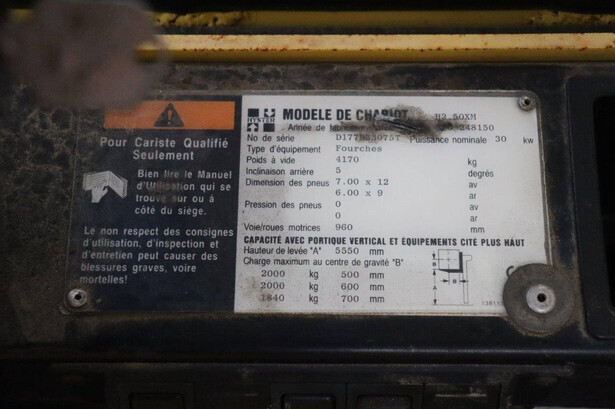 Pour Cariste Qualifié
Seulement
Bien lire le Manuel
d'Utilisation qui se
trouve sur ou à
côté du siège.
Le non respect des consignes
d'utilisation, d'inspection et
d'entretien peut causer des
blessures graves, voire
mortelles!
HYSTER
MODELE DE CHARIOT H2.50XM
Année de 248150
No de série D177B33075T Puissance nominale 30 kw
Type d'équipement Fourches
Poids à vide 4170 kg
Inclinaison arrière 5 degrés
Dimension des pneus 7.00 x 12 av
6.00 x 9 ar
Pression des pneus 0 av
0 ar
Voie/roues motrices 960 mm
CAPACITÉ AVEC PORTIQUE VERTICAL ET ÉQUIPEMENTS CITÉ PLUS HAUT
Hauteur de levée "A" 5550 mm
Charge maximum au centre de gravité "B"
2000 kg 500 mm
2000 kg 600 mm
1840 kg 700 mm
B
A